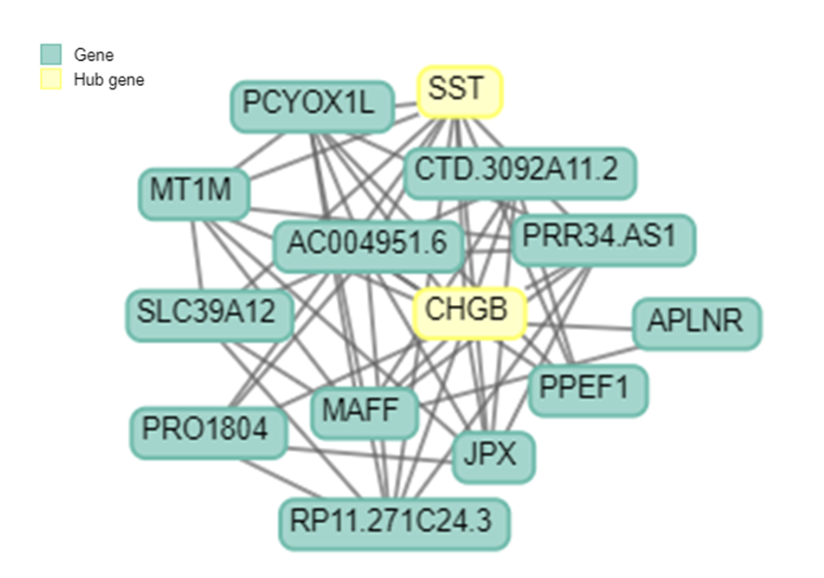 Gene
Hub gene
SST
PCYOX1L
CTD.3092A11.2
MT1M
PRR34.AS1
AC004951.6
SLC39A12
CHGB
APLNR
PPEF1
MAFF
PRO1804
JPX
RP11.271C24.3